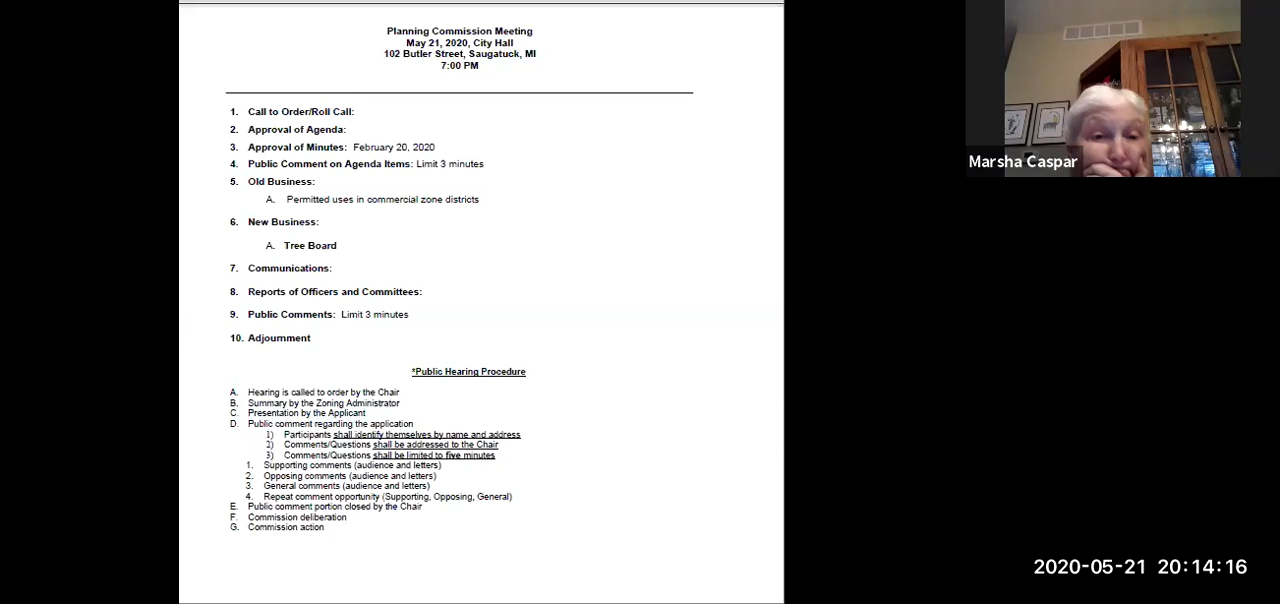 Planning Commission Meeting
May 21, 2020, City Hall
102 Butler Street, Saugatuck, MI
7:00 PM
1. Call to Order/Roll Call:
2. Approval of Agenda:
3. Approval of Minutes: February 20, 2020
4. Public Comment on Agenda Items: Limit 3 minutes
5. Old Business:
A. Permitted uses in commercial zone districts
6. New Business:
A. Tree Board
7. Communications:
8. Reports of Officers and Committees:
9. Public Comments: Limit 3 minutes
10. Adjournment
*Public Hearing Procedure
A. Hearing is called to order by the Chair
B. Summary by the Zoning Administrator
C. Presentation by the Applicant
D. Public comment regarding the application
1) Participants shall identify themselves by name and address
2) Comments/Questions shall be addressed to the Chair
3) Comments/Questions shall be limited to five minutes
1. Supporting comments (audience and letters)
2. Opposing comments (audience and letters)
3. General comments (audience and letters)
4. Repeat comment opportunity (Supporting, Opposing, General)
E. Public comment portion closed by the Chair
F. Commission deliberation
G. Commission action
Marsha Caspar
2020-05-21 20:14:16